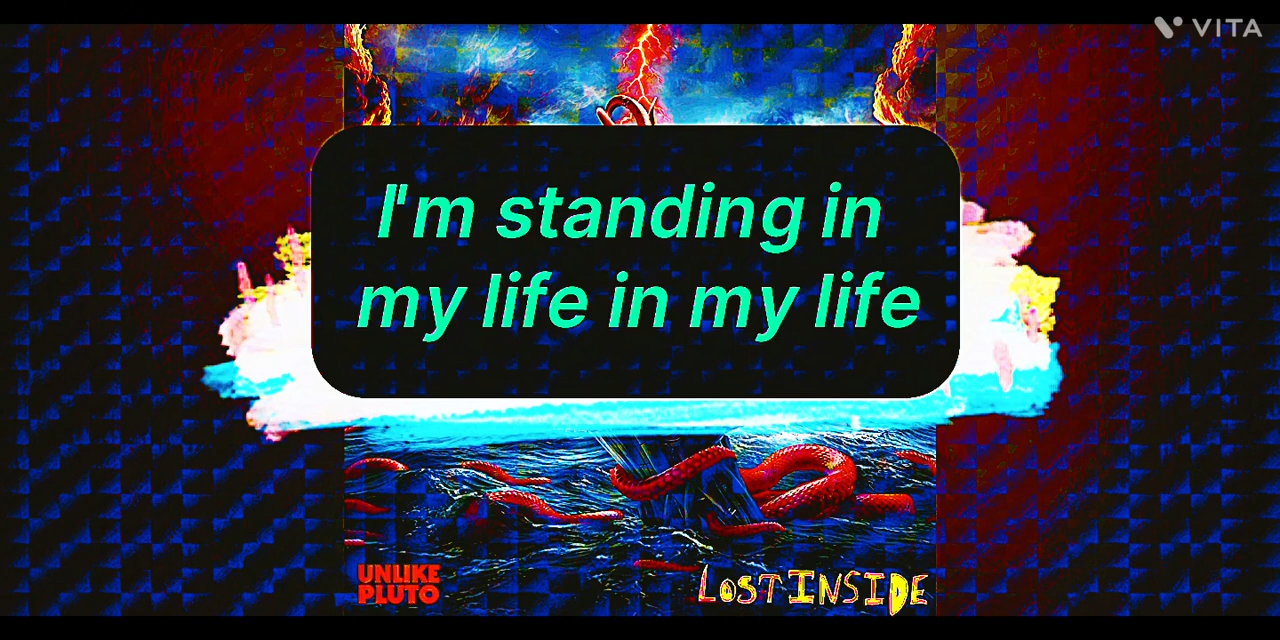 VITA
I'm standing in
my life in my life
UNLIKE
PLUTO
LOST INSIDE